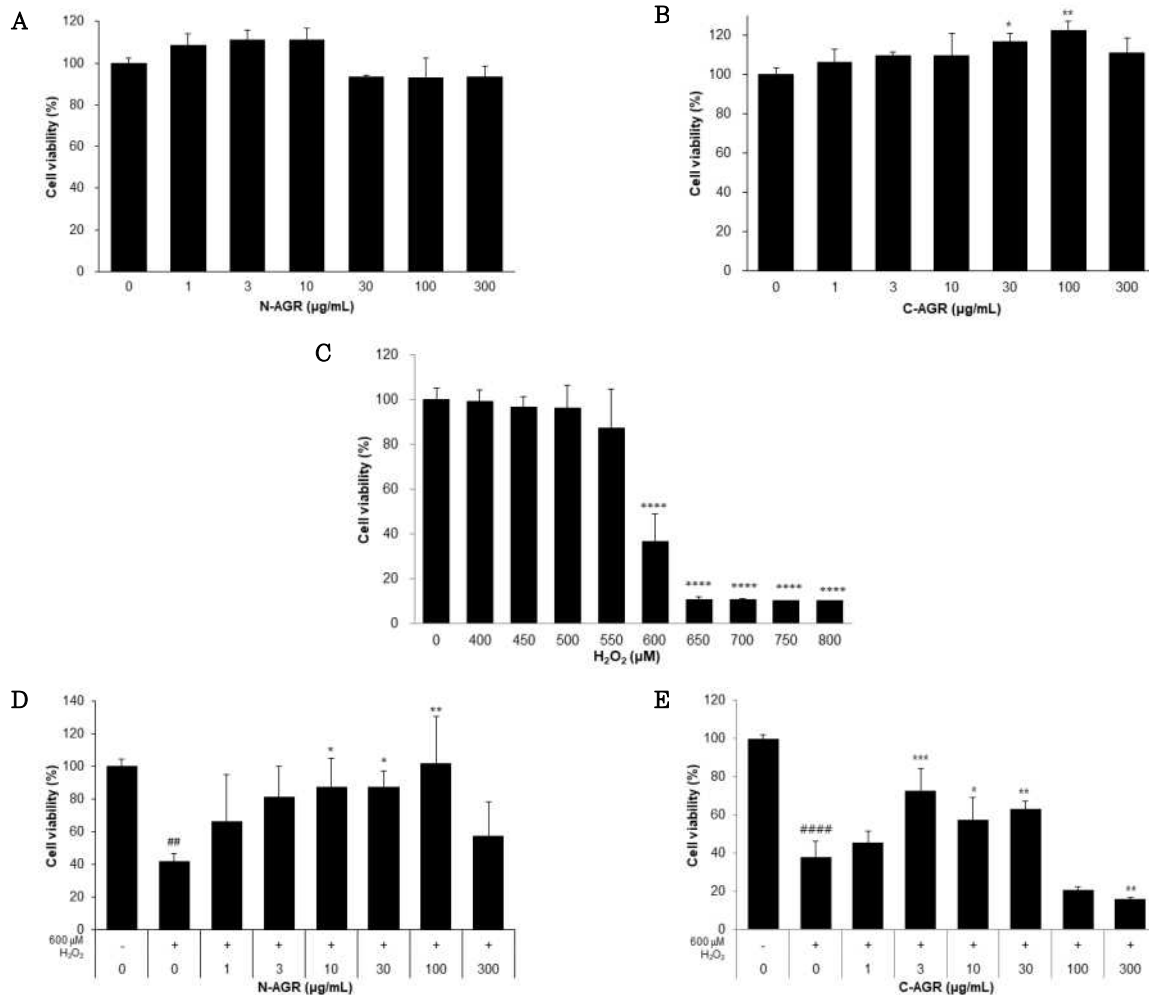 A
Cell viability (%)
120
100
80
60
40
20
0
0 1 3 10 30 100 300
N-AGR (µg/mL)
B
Cell viability (%)
120
100
80
60
40
20
0
* **
0 1 3 10 30 100 300
C-AGR (µg/mL)
C
Cell viability (%)
120
100
80
60
40
20
0
**** **** **** **** ****
0 400 450 500 550 600 650 700 750 800
H₂O₂ (µM)
D
Cell viability (%)
140
120
100
80
60
40
20
0
## * * **
600 µM
H₂O₂
- + + + + + + +
0 0 1 3 10 30 100 300
N-AGR (µg/mL)
E
Cell viability (%)
120
100
80
60
40
20
0
#### *** * ** **
600 µM
H₂O₂
- + + + + + + +
0 0 1 3 10 30 100 300
C-AGR (µg/mL)